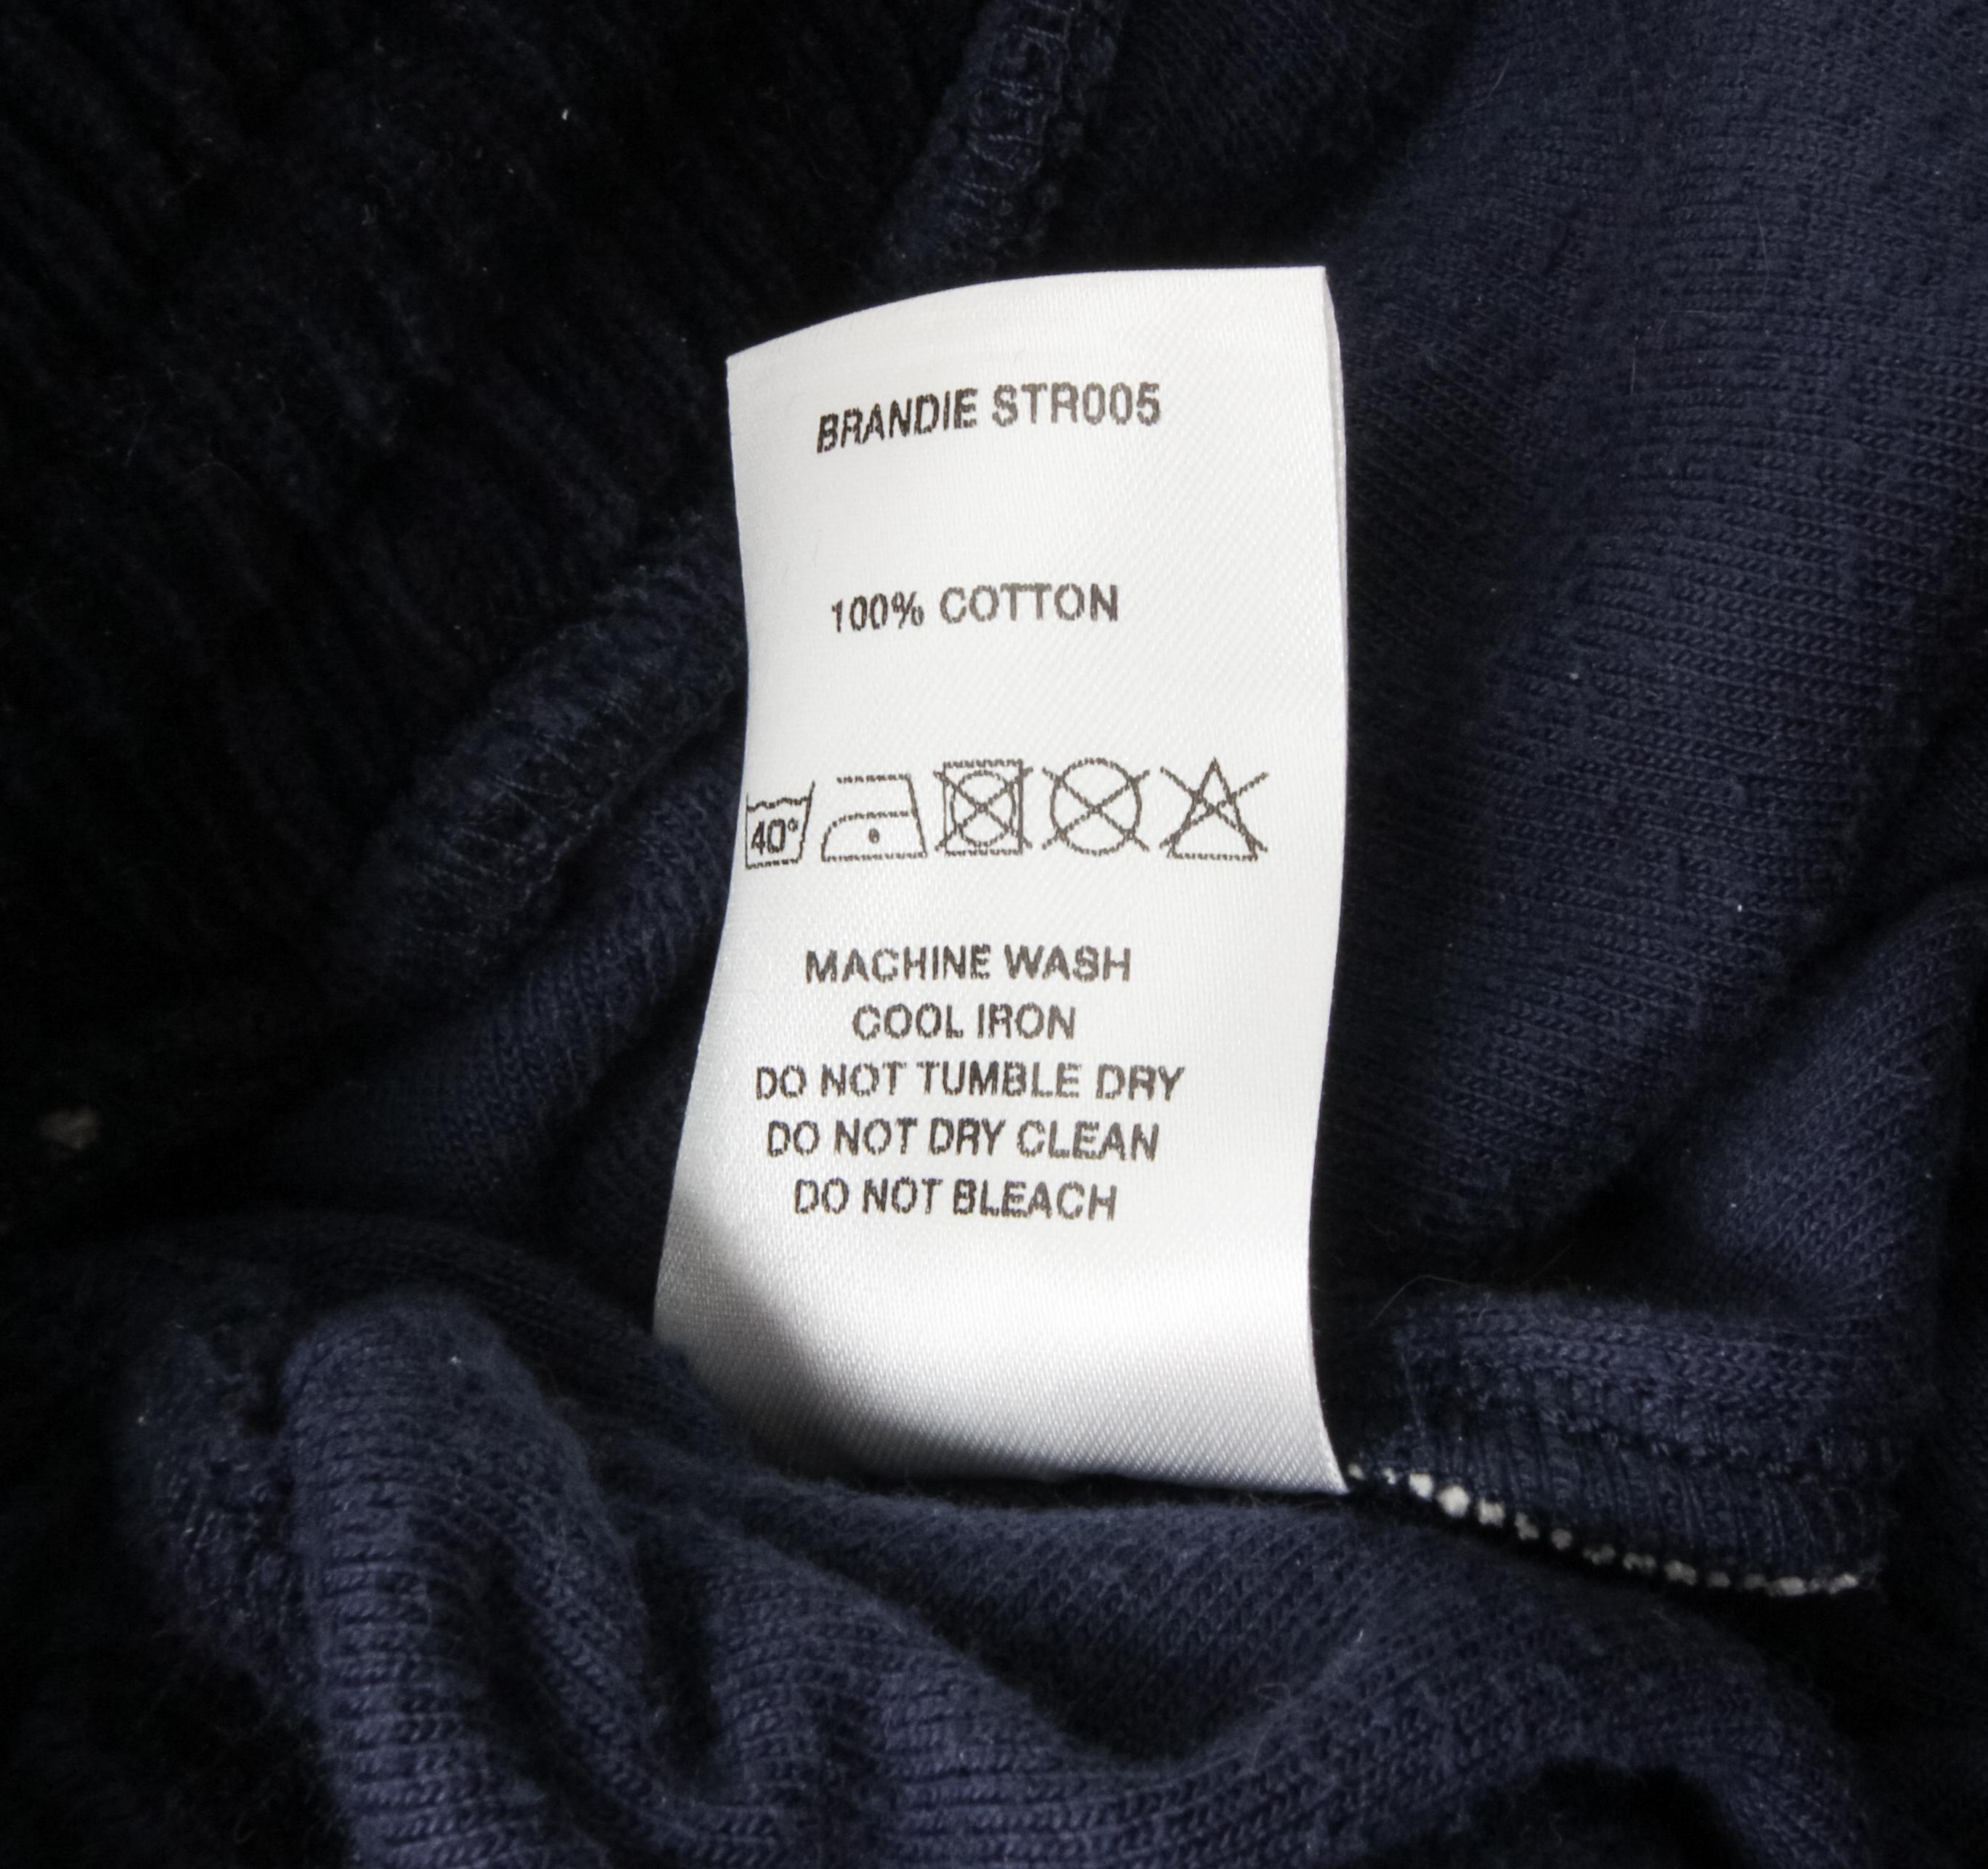 BRANDIE STR005
100% COTTON
40°
MACHINE WASH
COOL IRON
DO NOT TUMBLE DRY
DO NOT DRY CLEAN
DO NOT BLEACH